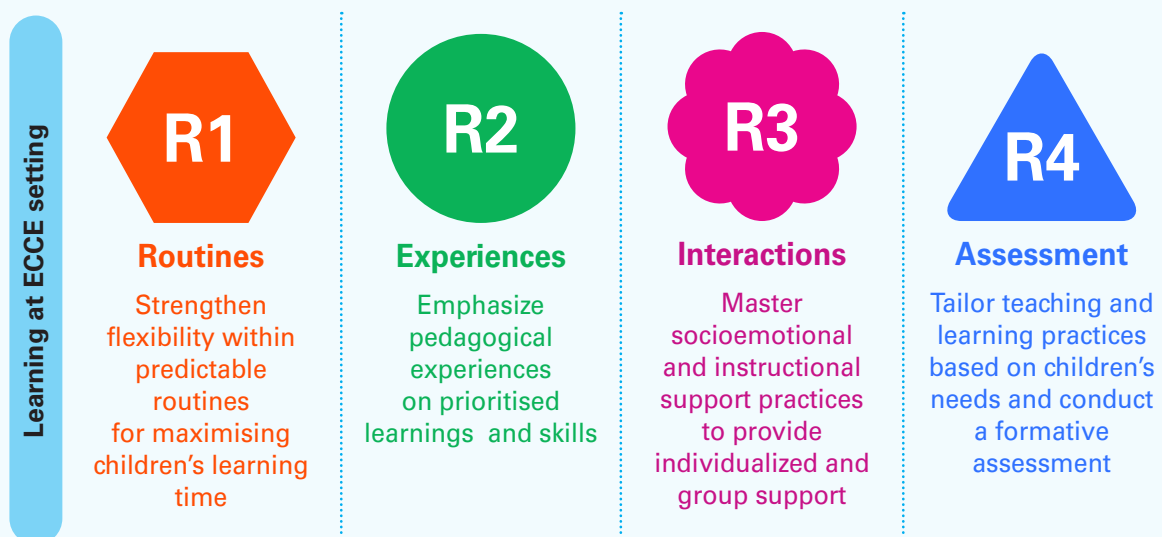 Learning at ECCE setting
R1
Routines
Strengthen
flexibility within
predictable
routines
for maximising
children's learning
time
R2
Experiences
Emphasize
pedagogical
experiences
on prioritised
learnings and skills
R3
Interactions
Master
socioemotional
and instructional
support practices
to provide
individualized and
group support
R4
Assessment
Tailor teaching and
learning practices
based on children's
needs and conduct
a formative
assessment